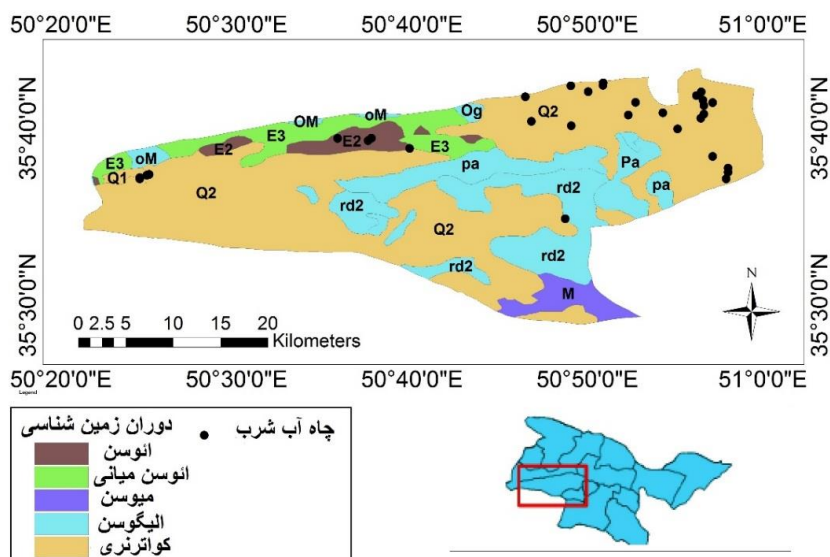 50°20'0"E 50°30'0"E 50°40'0"E 50°50'0"E 51°0'0"E
35°40'0"N 35°30'0"N
35°40'0"N 35°30'0"N
OM oM Og Q2
E3 oM E2 E3 E2 E3
Q1 pa Pa
Q2 rd2 rd2 pa
Q2
rd2 rd2
M
N
0 2.5 5 10 15 20
Kilometers
50°20'0"E 50°30'0"E 50°40'0"E 50°50'0"E 51°0'0"E
Legend
دوران زمین شناسی
چاه آب شرب
ائوسن
ائوسن میانی
میوسن
الیگوسن
کواترنری